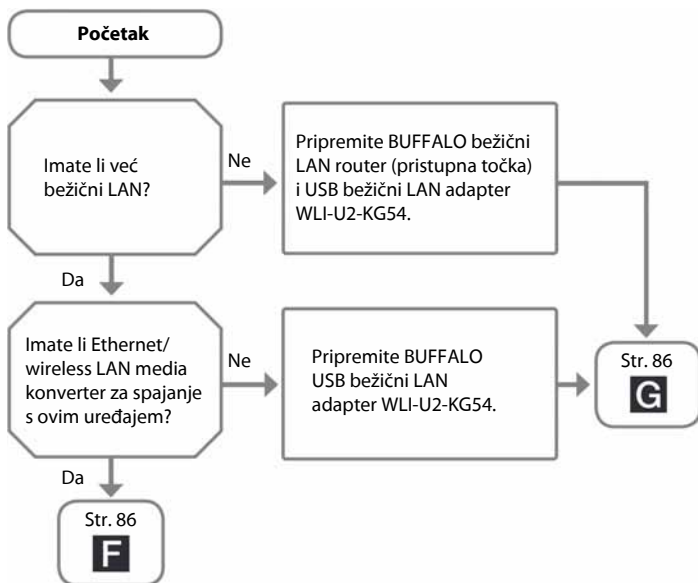 Početak
Imate li već
bežični LAN?
Ne
Pripremite BUFFALO bežični
LAN router (pristupna točka)
i USB bežični LAN adapter
WLI-U2-KG54.
Da
Imate li Ethernet/
wireless LAN media
konverter za spajanje
s ovim uređajem?
Ne
Pripremite BUFFALO
USB bežični LAN
adapter WLI-U2-KG54.
Str. 86
G
Da
Str. 86
F